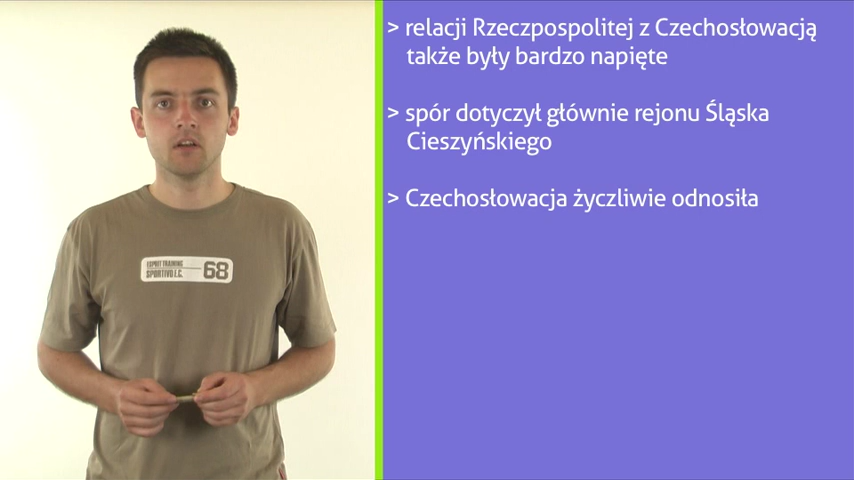 > relacji Rzeczpospolitej z Czechosłowacją
także były bardzo napięte
> spór dotyczył głównie rejonu Śląska
Cieszyńskiego
> Czechosłowacja życzliwie odnosiła
ESPRIT TRAINING
SPORTIVO L.C. 68